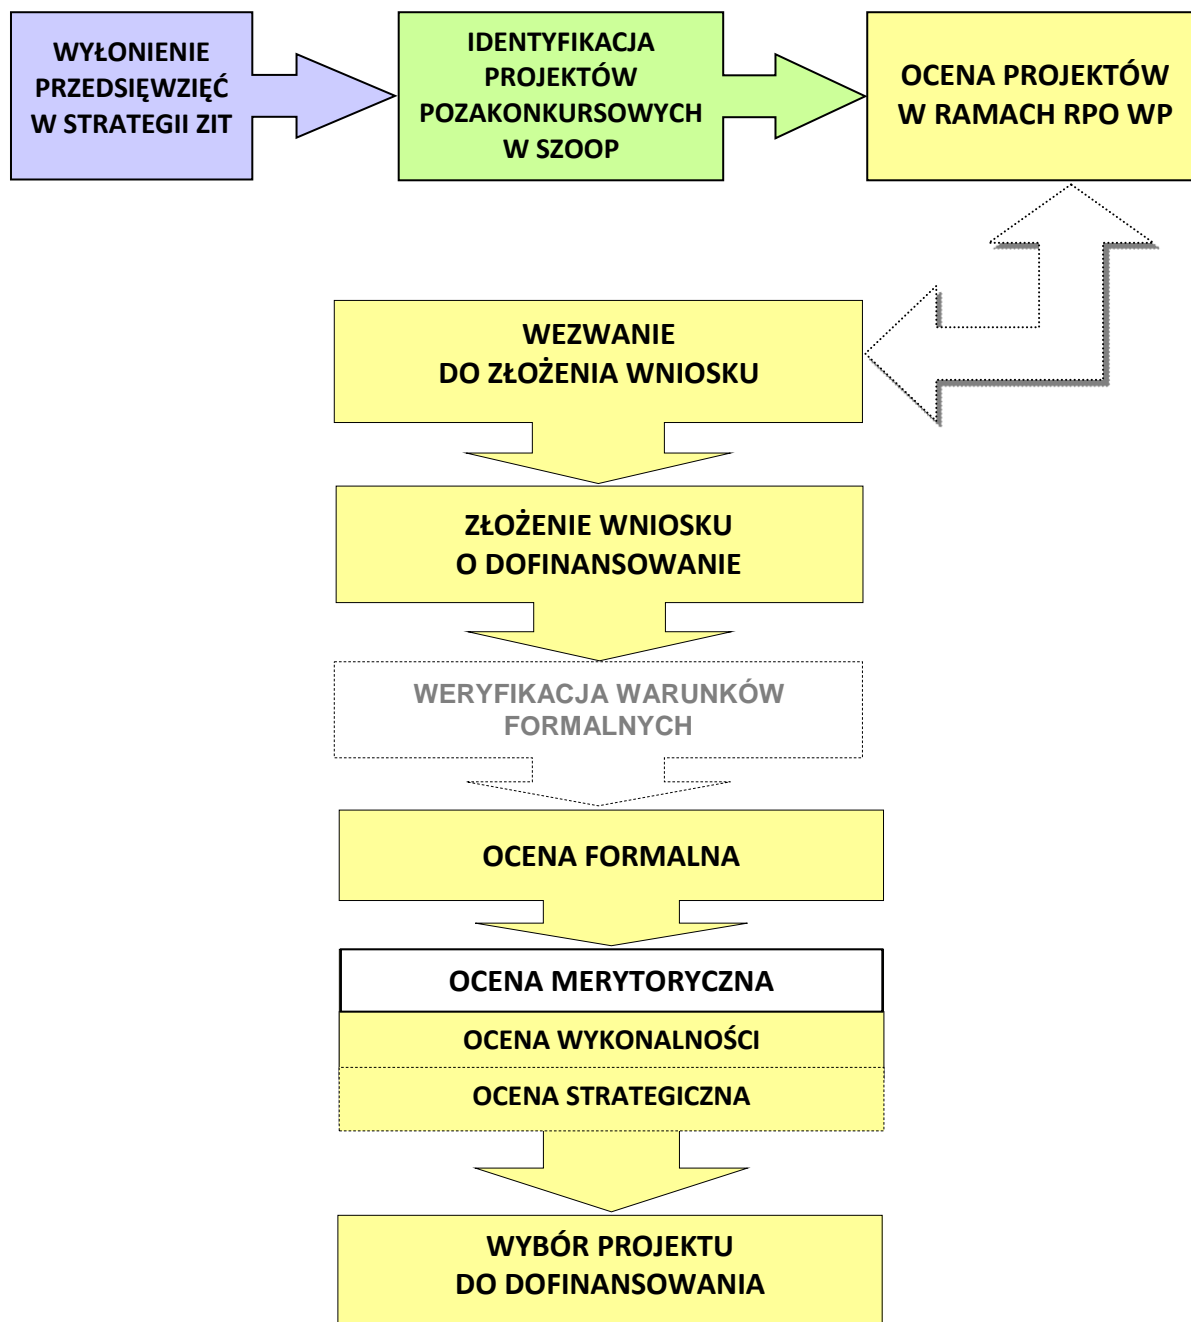 WYŁONIENIE
PRZEDSIĘWZIĘĆ
W STRATEGII ZIT
IDENTYFIKACJA
PROJEKTÓW
POZAKONKURSOWYCH
W SZOOP
OCENA PROJEKTÓW
W RAMACH RPO WP
WEZWANIE
DO ZŁOŻENIA WNIOSKU
ZŁOŻENIE WNIOSKU
O DOFINANSOWANIE
WERYFIKACJA WARUNKÓW
FORMALNYCH
OCENA FORMALNA
OCENA MERYTORYCZNA
OCENA WYKONALNOŚCI
OCENA STRATEGICZNA
WYBÓR PROJEKTU
DO DOFINANSOWANIA